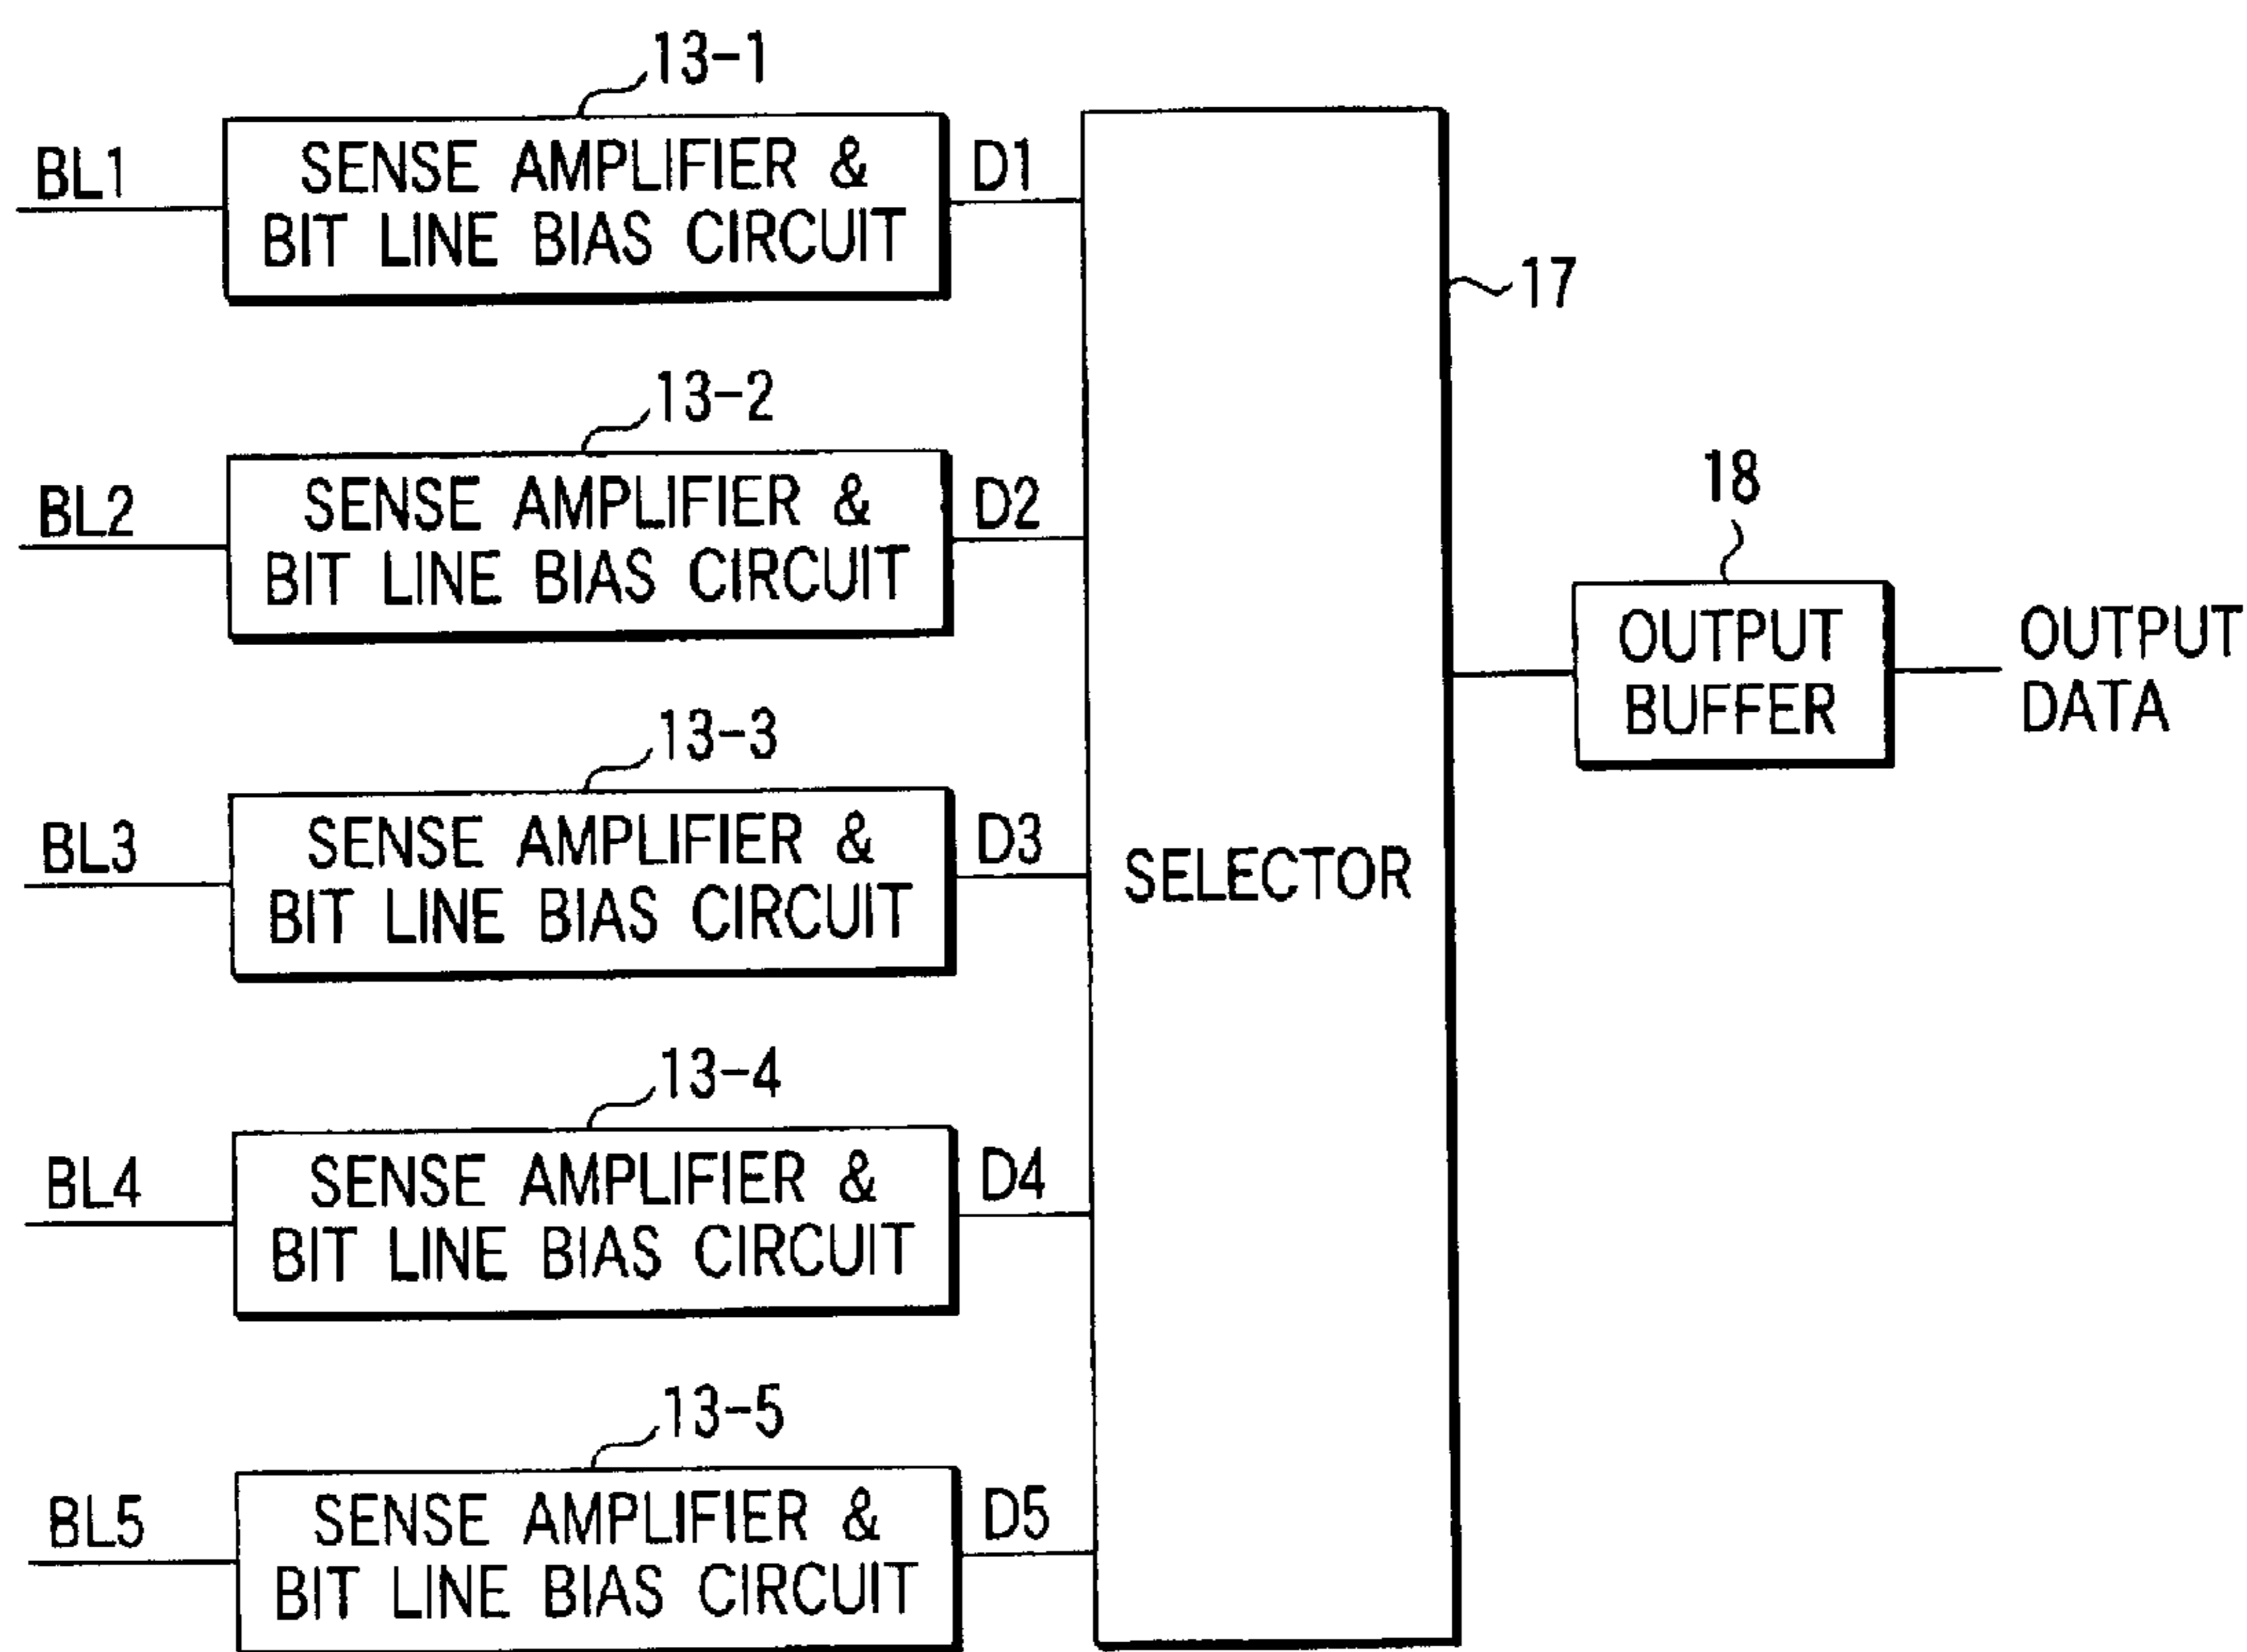 13-1
BL1
SENSE AMPLIFIER &
BIT LINE BIAS CIRCUIT
D1
17
13-2
BL2
SENSE AMPLIFIER &
BIT LINE BIAS CIRCUIT
D2
18
OUTPUT
BUFFER
OUTPUT
DATA
13-3
BL3
SENSE AMPLIFIER &
BIT LINE BIAS CIRCUIT
D3
SELECTOR
13-4
BL4
SENSE AMPLIFIER &
BIT LINE BIAS CIRCUIT
D4
13-5
BL5
SENSE AMPLIFIER &
BIT LINE BIAS CIRCUIT
D5